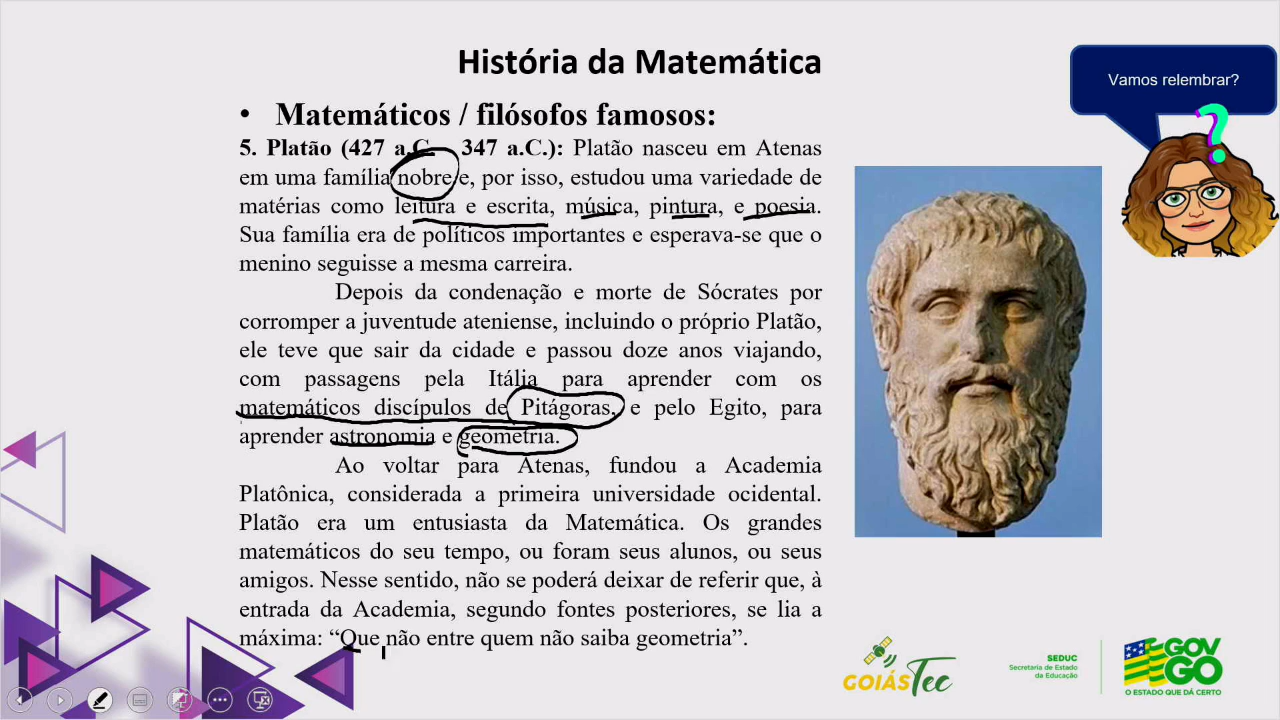 História da Matemática
Vamos relembrar?
• Matemáticos / filósofos famosos:
5. Platão (427 a.C. 347 a.C.): Platão nasceu em Atenas
em uma família nobre e, por isso, estudou uma variedade de
matérias como leitura e escrita, música, pintura, e poesia.
Sua família era de políticos importantes e esperava-se que o
menino seguisse a mesma carreira.
Depois da condenação e morte de Sócrates por
corromper a juventude ateniense, incluindo o próprio Platão,
ele teve que sair da cidade e passou doze anos viajando,
com passagens pela Itália para aprender com os
matemáticos discípulos de Pitágoras, e pelo Egito, para
aprender astronomia e geometria.
Ao voltar para Atenas, fundou a Academia
Platônica, considerada a primeira universidade ocidental.
Platão era um entusiasta da Matemática. Os grandes
matemáticos do seu tempo, ou foram seus alunos, ou seus
amigos. Nesse sentido, não se poderá deixar de referir que, à
entrada da Academia, segundo fontes posteriores, se lia a
máxima: “Que não entre quem não saiba geometria”.
GOIÁSTec
SEDUC
Secretaria de Estado
da Educação
GOV
GO
O ESTADO QUE DÁ CERTO